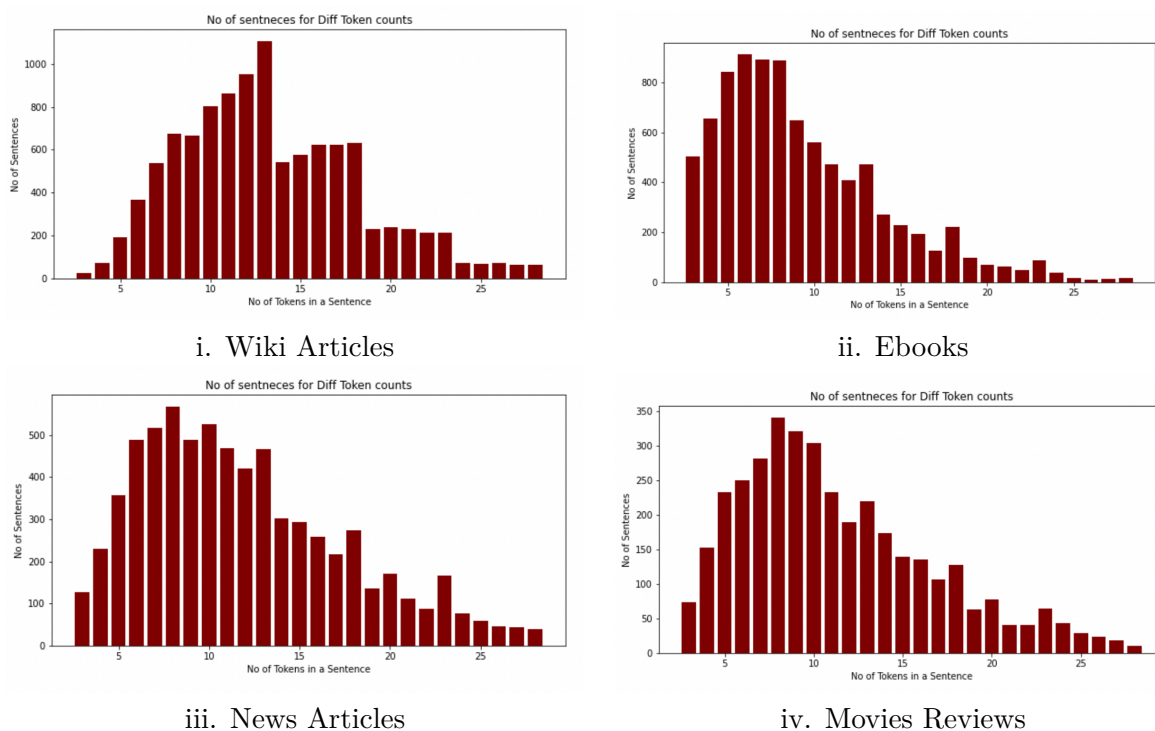 No of sentneces for Diff Token counts
No of Sentences
1000
800
600
400
200
0
5 10 15 20 25
No of Tokens in a Sentence
i. Wiki Articles
No of sentneces for Diff Token counts
No of Sentences
800
600
400
200
0
5 10 15 20 25
No of Tokens in a Sentence
ii. Ebooks
No of sentneces for Diff Token counts
No of Sentences
500
400
300
200
100
0
5 10 15 20 25
No of Tokens in a Sentence
iii. News Articles
No of sentneces for Diff Token counts
No of Sentences
350
300
250
200
150
100
50
0
5 10 15 20 25
No of Tokens in a Sentence
iv. Movies Reviews